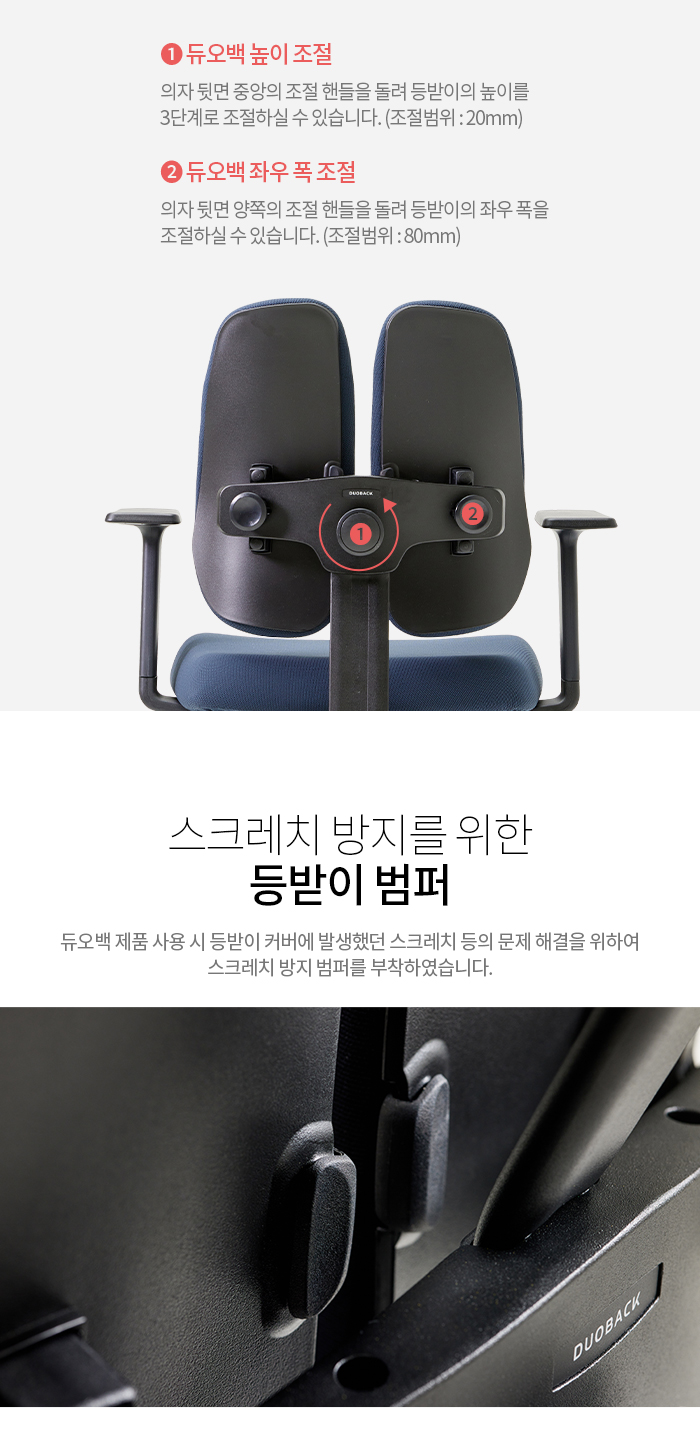 1 듀오백 높이 조절
의자 뒷면 중앙의 조절 핸들을 돌려 등받이의 높이를
3단계로 조절하실 수 있습니다. (조절범위 : 20mm)
2 듀오백 좌우 폭 조절
의자 뒷면 양쪽의 조절 핸들을 돌려 등받이의 좌우 폭을
조절하실 수 있습니다. (조절범위 : 80mm)
DUOBACK
1
2
스크레치 방지를 위한
등받이 범퍼
듀오백 제품 사용 시 등받이 커버에 발생했던 스크레치 등의 문제 해결을 위하여
스크레치 방지 범퍼를 부착하였습니다.
DUOBACK